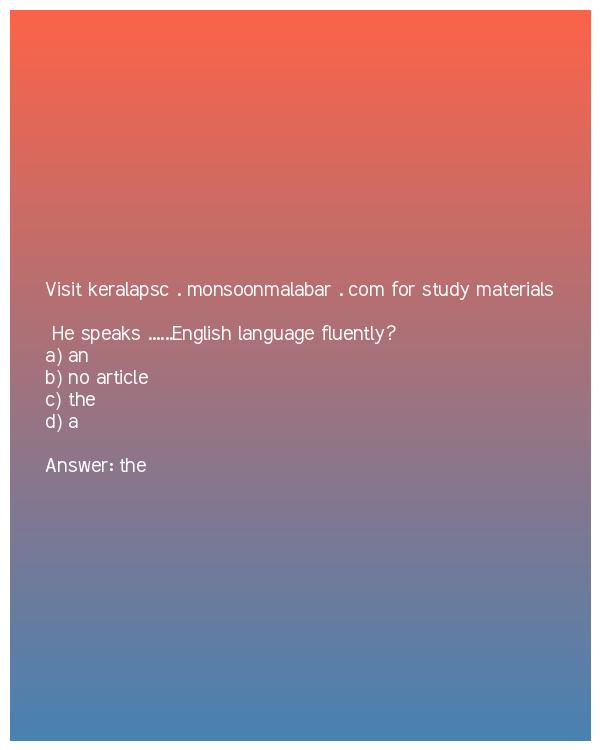 Visit keralapsc . monsoonmalabar . com for study materials
He speaks ......English language fluently?
a) an
b) no article
c) the
d) a
Answer: the